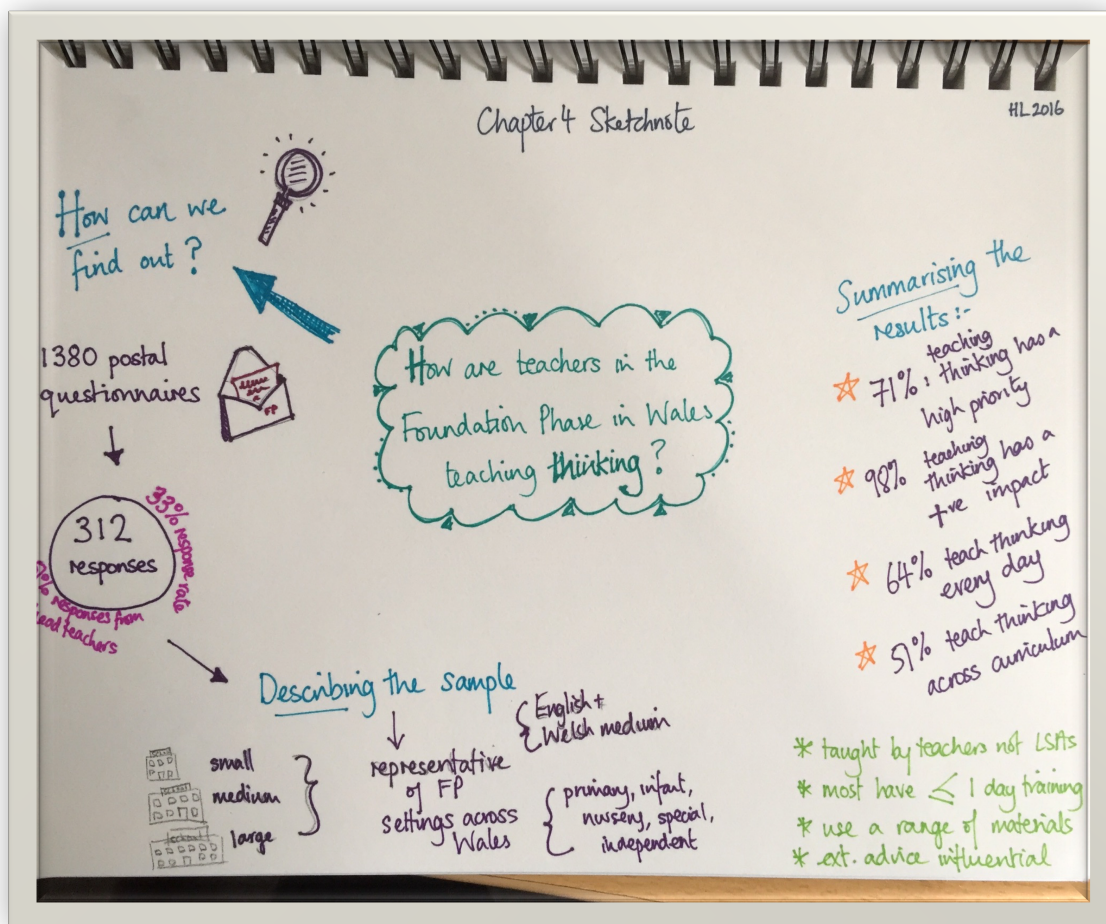 Chapter 4 Sketchnote
HL 2016
How can we
find out?
1380 postal
questionnaires
FP
312
responses
33% response rate
% responses from
teachers
How are teachers in the
Foundation Phase in Wales
teaching thinking?
Describing the sample
small
medium
large
representative
of FP
settings across
Wales
English +
Welsh medium
primary, infant,
nursery, special,
independent
Summarising the
results:-
71%: teaching
thinking has a
high priority
98% teaching
thinking has a
+ve impact
64% teach thinking
every day
51% teach thinking
across curriculum
* taught by teachers not LSAs
* most have ≤ 1 day training
* use a range of materials
* ext. advice influential